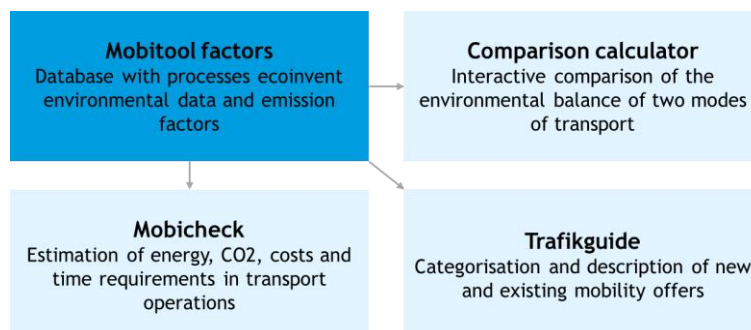 Mobitool factors
Database with processes ecoinvent
environmental data and emission
factors
Comparison calculator
Interactive comparison of the
environmental balance of two modes
of transport
Mobicheck
Estimation of energy, CO2, costs and
time requirements in transport
operations
Trafikguide
Categorisation and description of new
and existing mobility offers